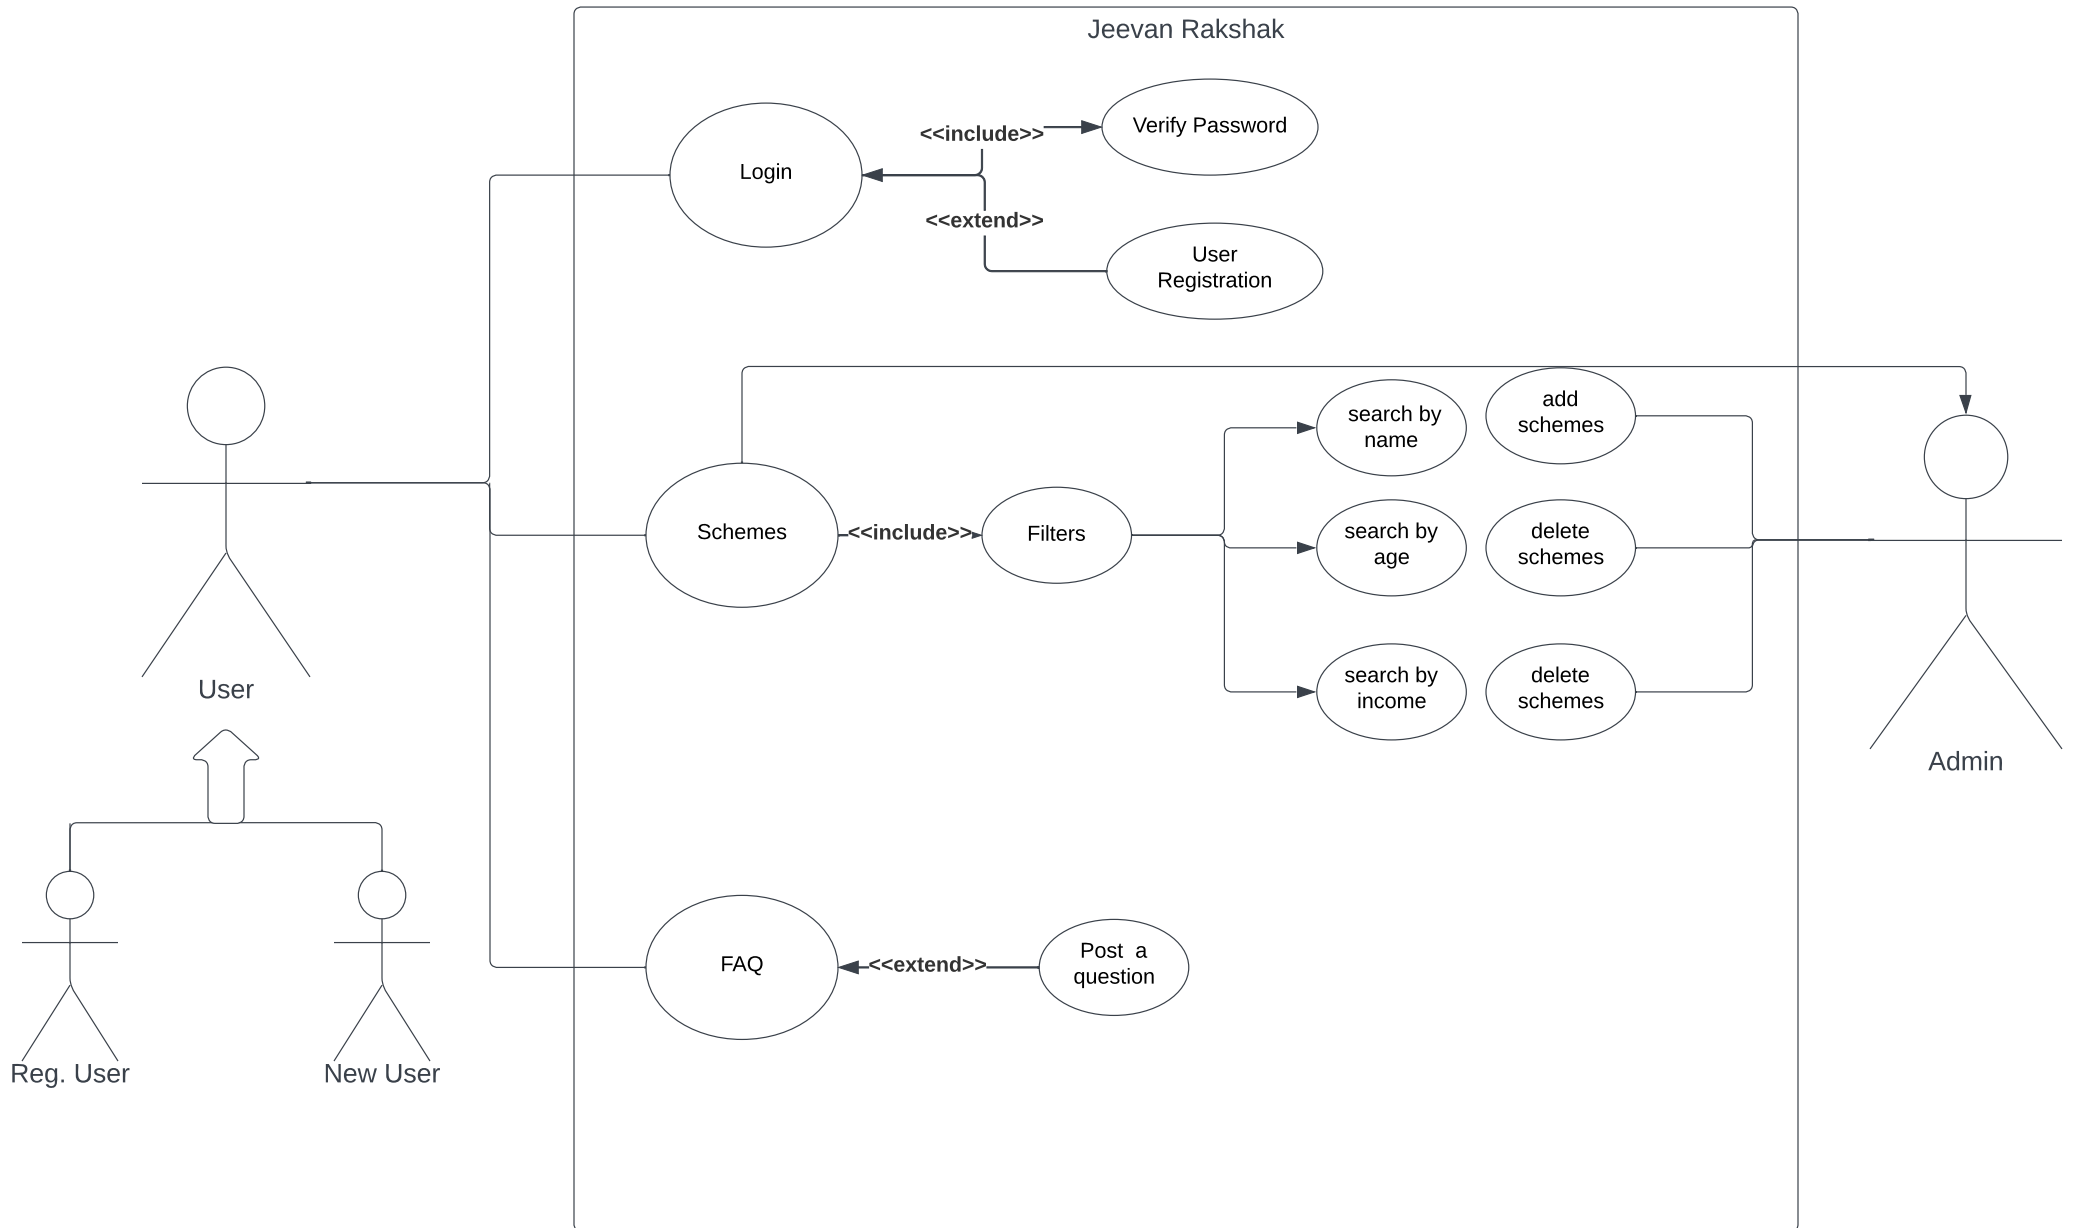 Jeevan Rakshak
Login
<<include>>
Verify Password
<<extend>>
User
Registration
User
Schemes
<<include>>
Filters
search by
name
search by
age
search by
income
add
schemes
delete
schemes
delete
schemes
Admin
Reg. User
New User
FAQ
<<extend>>
Post  a
question